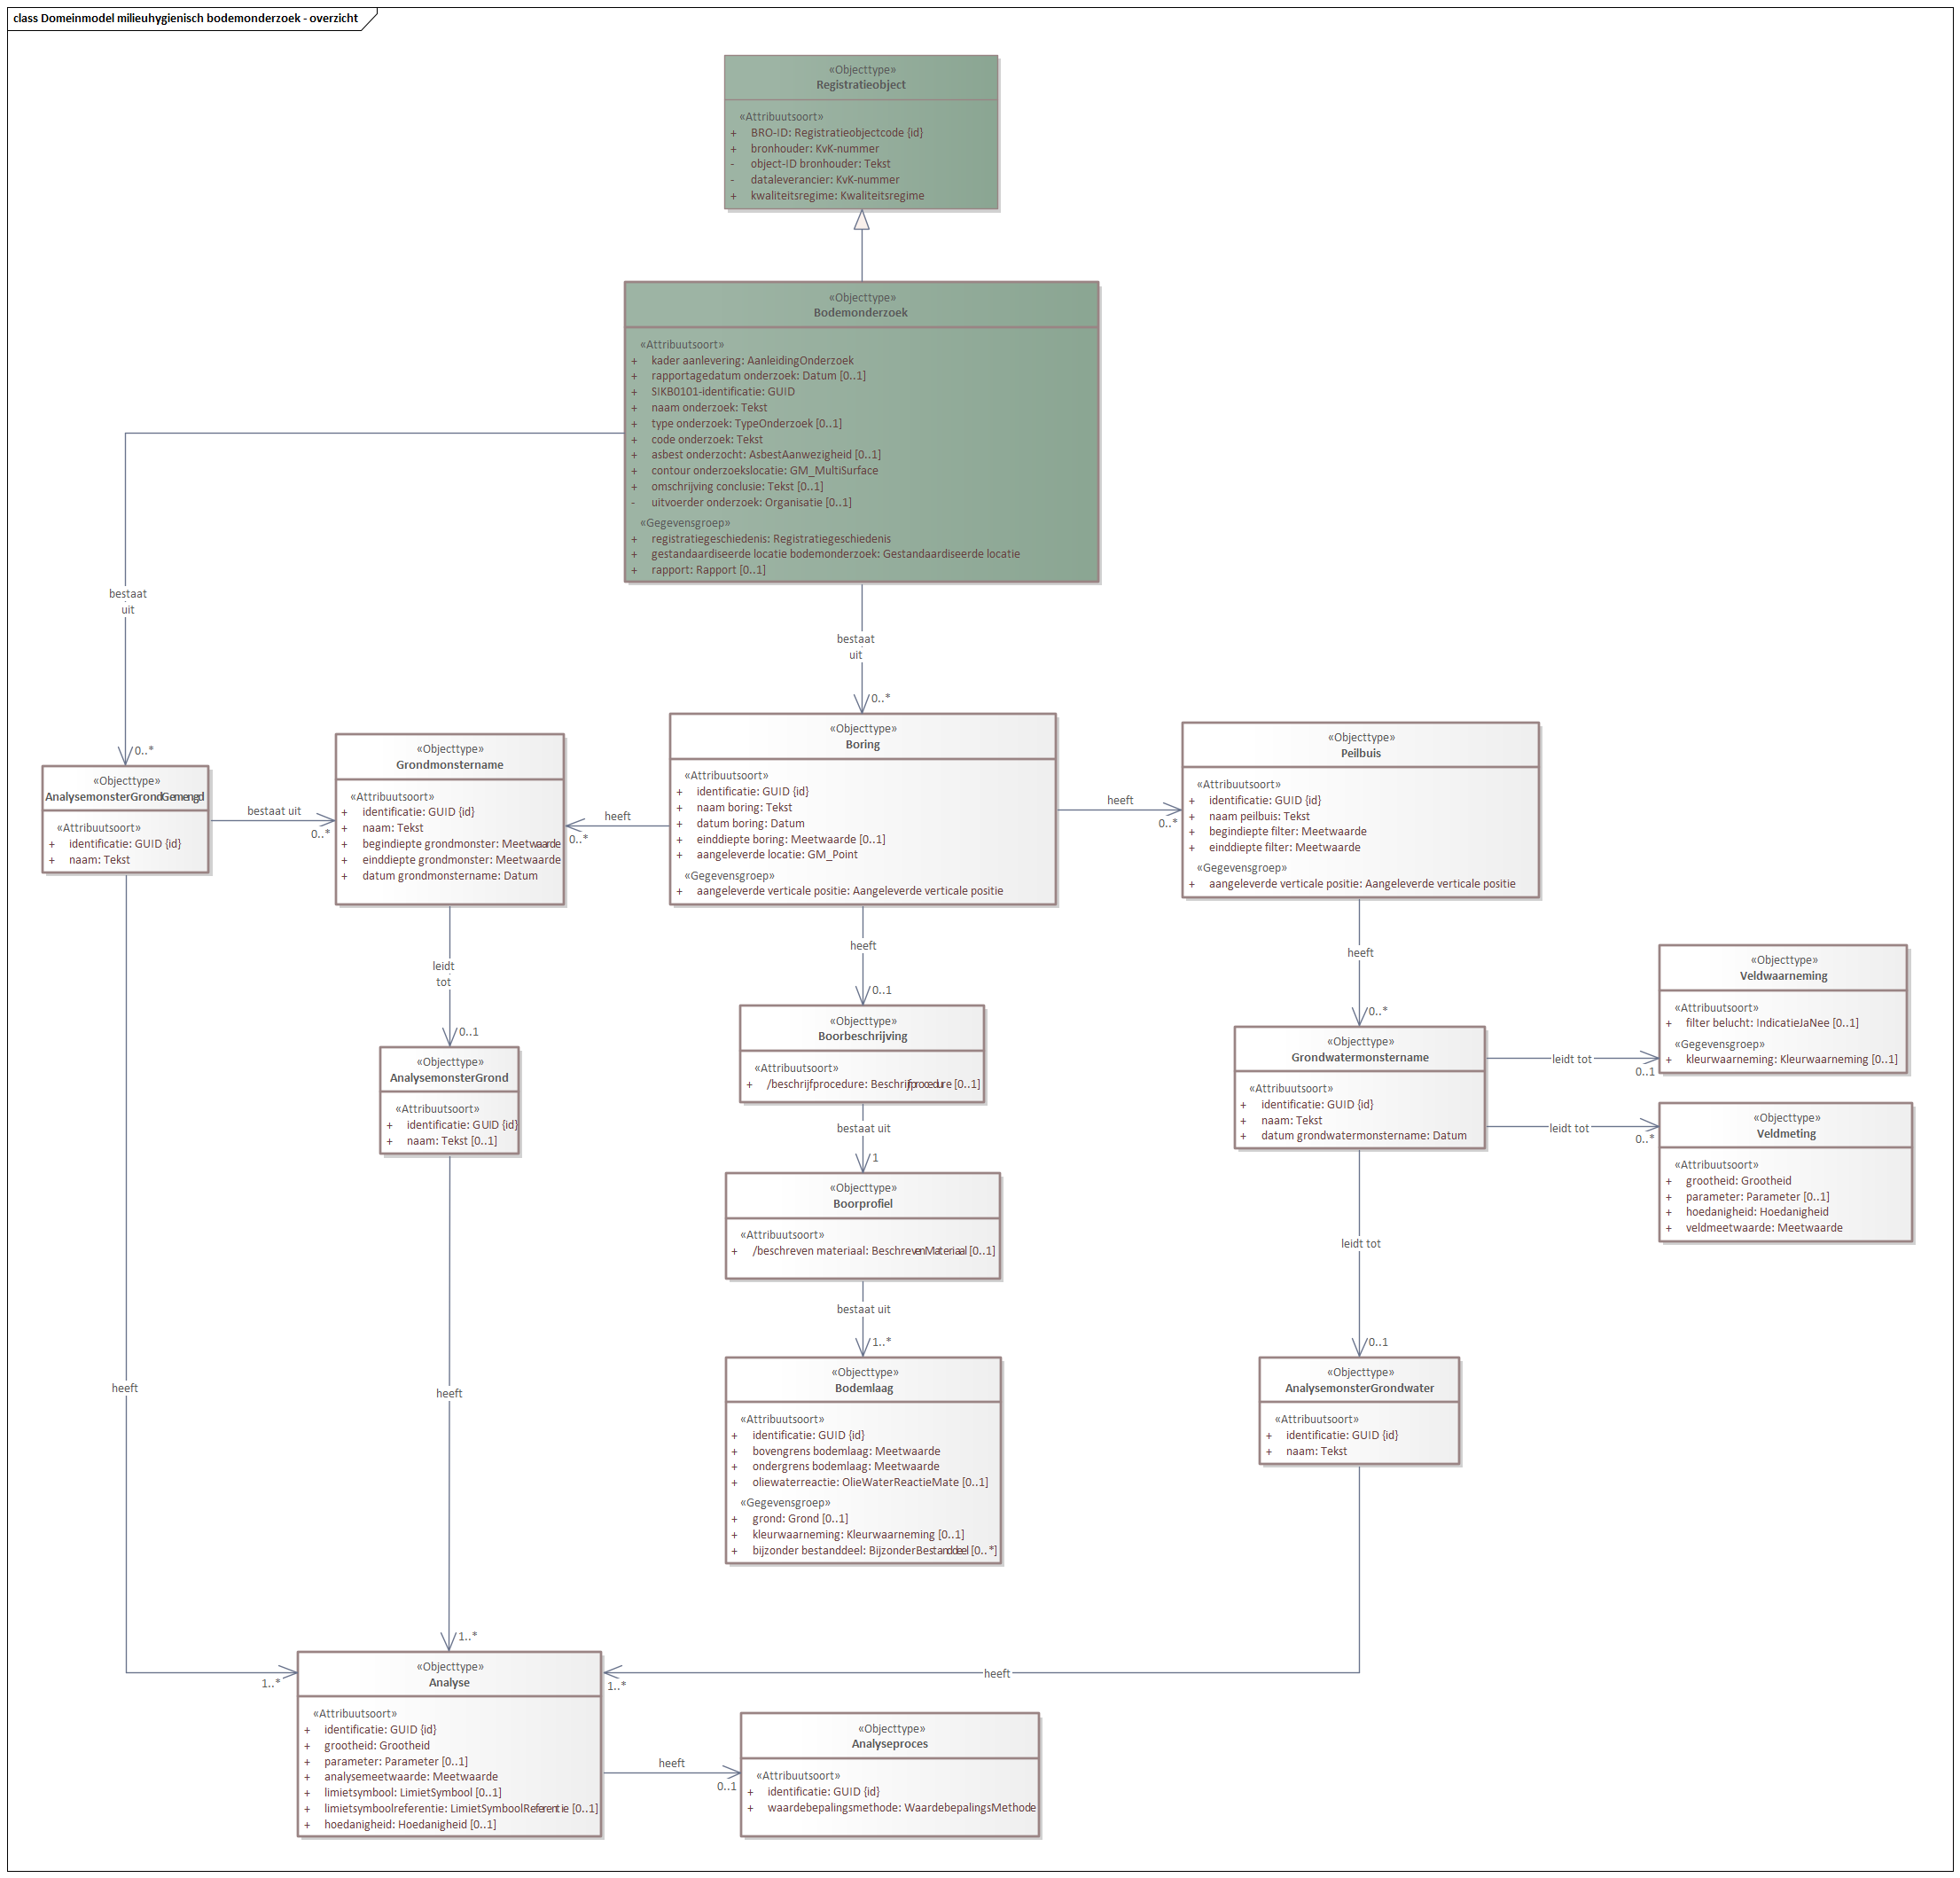 class Domeinmodel milieuhygienisch bodemonderzoek - overzicht
«Objecttype»
Registratieobject
«Attribuutsoort»
+ BRO-ID: Registratieobjectcode {id}
+ bronhouder: KvK-nummer
- object-ID bronhouder: Tekst
- dataleverancier: KvK-nummer
+ kwaliteitsregime: Kwaliteitsregime
«Objecttype»
Bodemonderzoek
«Attribuutsoort»
+ kader aanlevering: AanleidingOnderzoek
+ rapportagedatum onderzoek: Datum [0..1]
+ SIKB0101-identificatie: GUID
+ naam onderzoek: Tekst
+ type onderzoek: TypeOnderzoek [0..1]
+ code onderzoek: Tekst
+ asbest onderzocht: AsbestAanwezigheid [0..1]
+ contour onderzoekslocatie: GM_MultiSurface
+ omschrijving conclusie: Tekst [0..1]
- uitvoerder onderzoek: Organisatie [0..1]
«Gegevensgroep»
+ registratiegeschiedenis: Registratiegeschiedenis
+ gestandaardiseerde locatie bodemonderzoek: Gestandaardiseerde locatie
+ rapport: Rapport [0..1]
bestaat
uit
0..*
bestaat
uit
0..*
«Objecttype»
AnalysemonsterGrondGemengd
«Attribuutsoort»
+ identificatie: GUID {id}
+ naam: Tekst
bestaat uit
0..*
«Objecttype»
Grondmonstername
«Attribuutsoort»
+ identificatie: GUID {id}
+ naam: Tekst
+ begindiepte grondmonster: Meetwaarde
+ einddiepte grondmonster: Meetwaarde
+ datum grondmonstername: Datum
heeft
0..*
«Objecttype»
Boring
«Attribuutsoort»
+ identificatie: GUID {id}
+ naam boring: Tekst
+ datum boring: Datum
+ einddiepte boring: Meetwaarde [0..1]
+ aangeleverde locatie: GM_Point
«Gegevensgroep»
+ aangeleverde verticale positie: Aangeleverde verticale positie
heeft
0..*
«Objecttype»
Peilbuis
«Attribuutsoort»
+ identificatie: GUID {id}
+ naam peilbuis: Tekst
+ begindiepte filter: Meetwaarde
+ einddiepte filter: Meetwaarde
«Gegevensgroep»
+ aangeleverde verticale positie: Aangeleverde verticale positie
leidt
tot
0..1
heeft
0..1
heeft
0..*
«Objecttype»
AnalysemonsterGrond
«Attribuutsoort»
+ identificatie: GUID {id}
+ naam: Tekst [0..1]
«Objecttype»
Boorbeschrijving
«Attribuutsoort»
+ /beschrijfprocedure: Beschrijfprocedure [0..1]
«Objecttype»
Grondwatermonstername
«Attribuutsoort»
+ identificatie: GUID {id}
+ naam: Tekst
+ datum grondwatermonstername: Datum
leidt tot
0..1
«Objecttype»
Veldwaarneming
«Attribuutsoort»
+ filter belucht: IndicatieJaNee [0..1]
«Gegevensgroep»
+ kleurwaarneming: Kleurwaarneming [0..1]
leidt tot
0..*
«Objecttype»
Veldmeting
«Attribuutsoort»
+ grootheid: Grootheid
+ parameter: Parameter [0..1]
+ hoedanigheid: Hoedanigheid
+ veldmeetwaarde: Meetwaarde
bestaat uit
1
«Objecttype»
Boorprofiel
«Attribuutsoort»
+ /beschreven materiaal: BeschrevenMateriaal [0..1]
bestaat uit
1..*
leidt tot
0..1
«Objecttype»
Bodemlaag
«Attribuutsoort»
+ identificatie: GUID {id}
+ bovengrens bodemlaag: Meetwaarde
+ ondergrens bodemlaag: Meetwaarde
+ oliewaterreactie: OlieWaterReactieMate [0..1]
«Gegevensgroep»
+ grond: Grond [0..1]
+ kleurwaarneming: Kleurwaarneming [0..1]
+ bijzonder bestanddeel: BijzonderBestanddeel [0..*]
«Objecttype»
AnalysemonsterGrondwater
«Attribuutsoort»
+ identificatie: GUID {id}
+ naam: Tekst
heeft
1..*
heeft
1..*
heeft
1..*
«Objecttype»
Analyse
«Attribuutsoort»
+ identificatie: GUID {id}
+ grootheid: Grootheid
+ parameter: Parameter [0..1]
+ analysemeetwaarde: Meetwaarde
+ limietsymbool: LimietSymbool [0..1]
+ limietsymboolreferentie: LimietSymboolReferentie [0..1]
+ hoedanigheid: Hoedanigheid [0..1]
heeft
0..1
«Objecttype»
Analyseproces
«Attribuutsoort»
+ identificatie: GUID {id}
+ waardebepalingsmethode: WaardebepalingsMethode